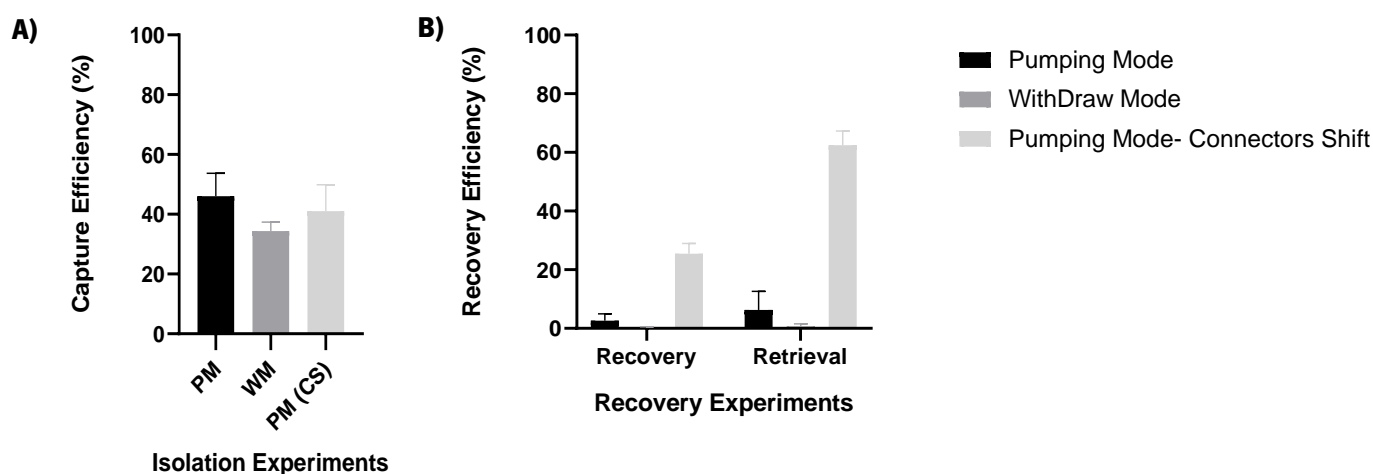 A)
Capture Efficiency (%)
100
80
60
40
20
0
PM
WM
PM (CS)
Isolation Experiments
B)
Recovery Efficiency (%)
100
80
60
40
20
0
Recovery
Retrieval
Recovery Experiments
Pumping Mode
WithDraw Mode
Pumping Mode- Connectors Shift